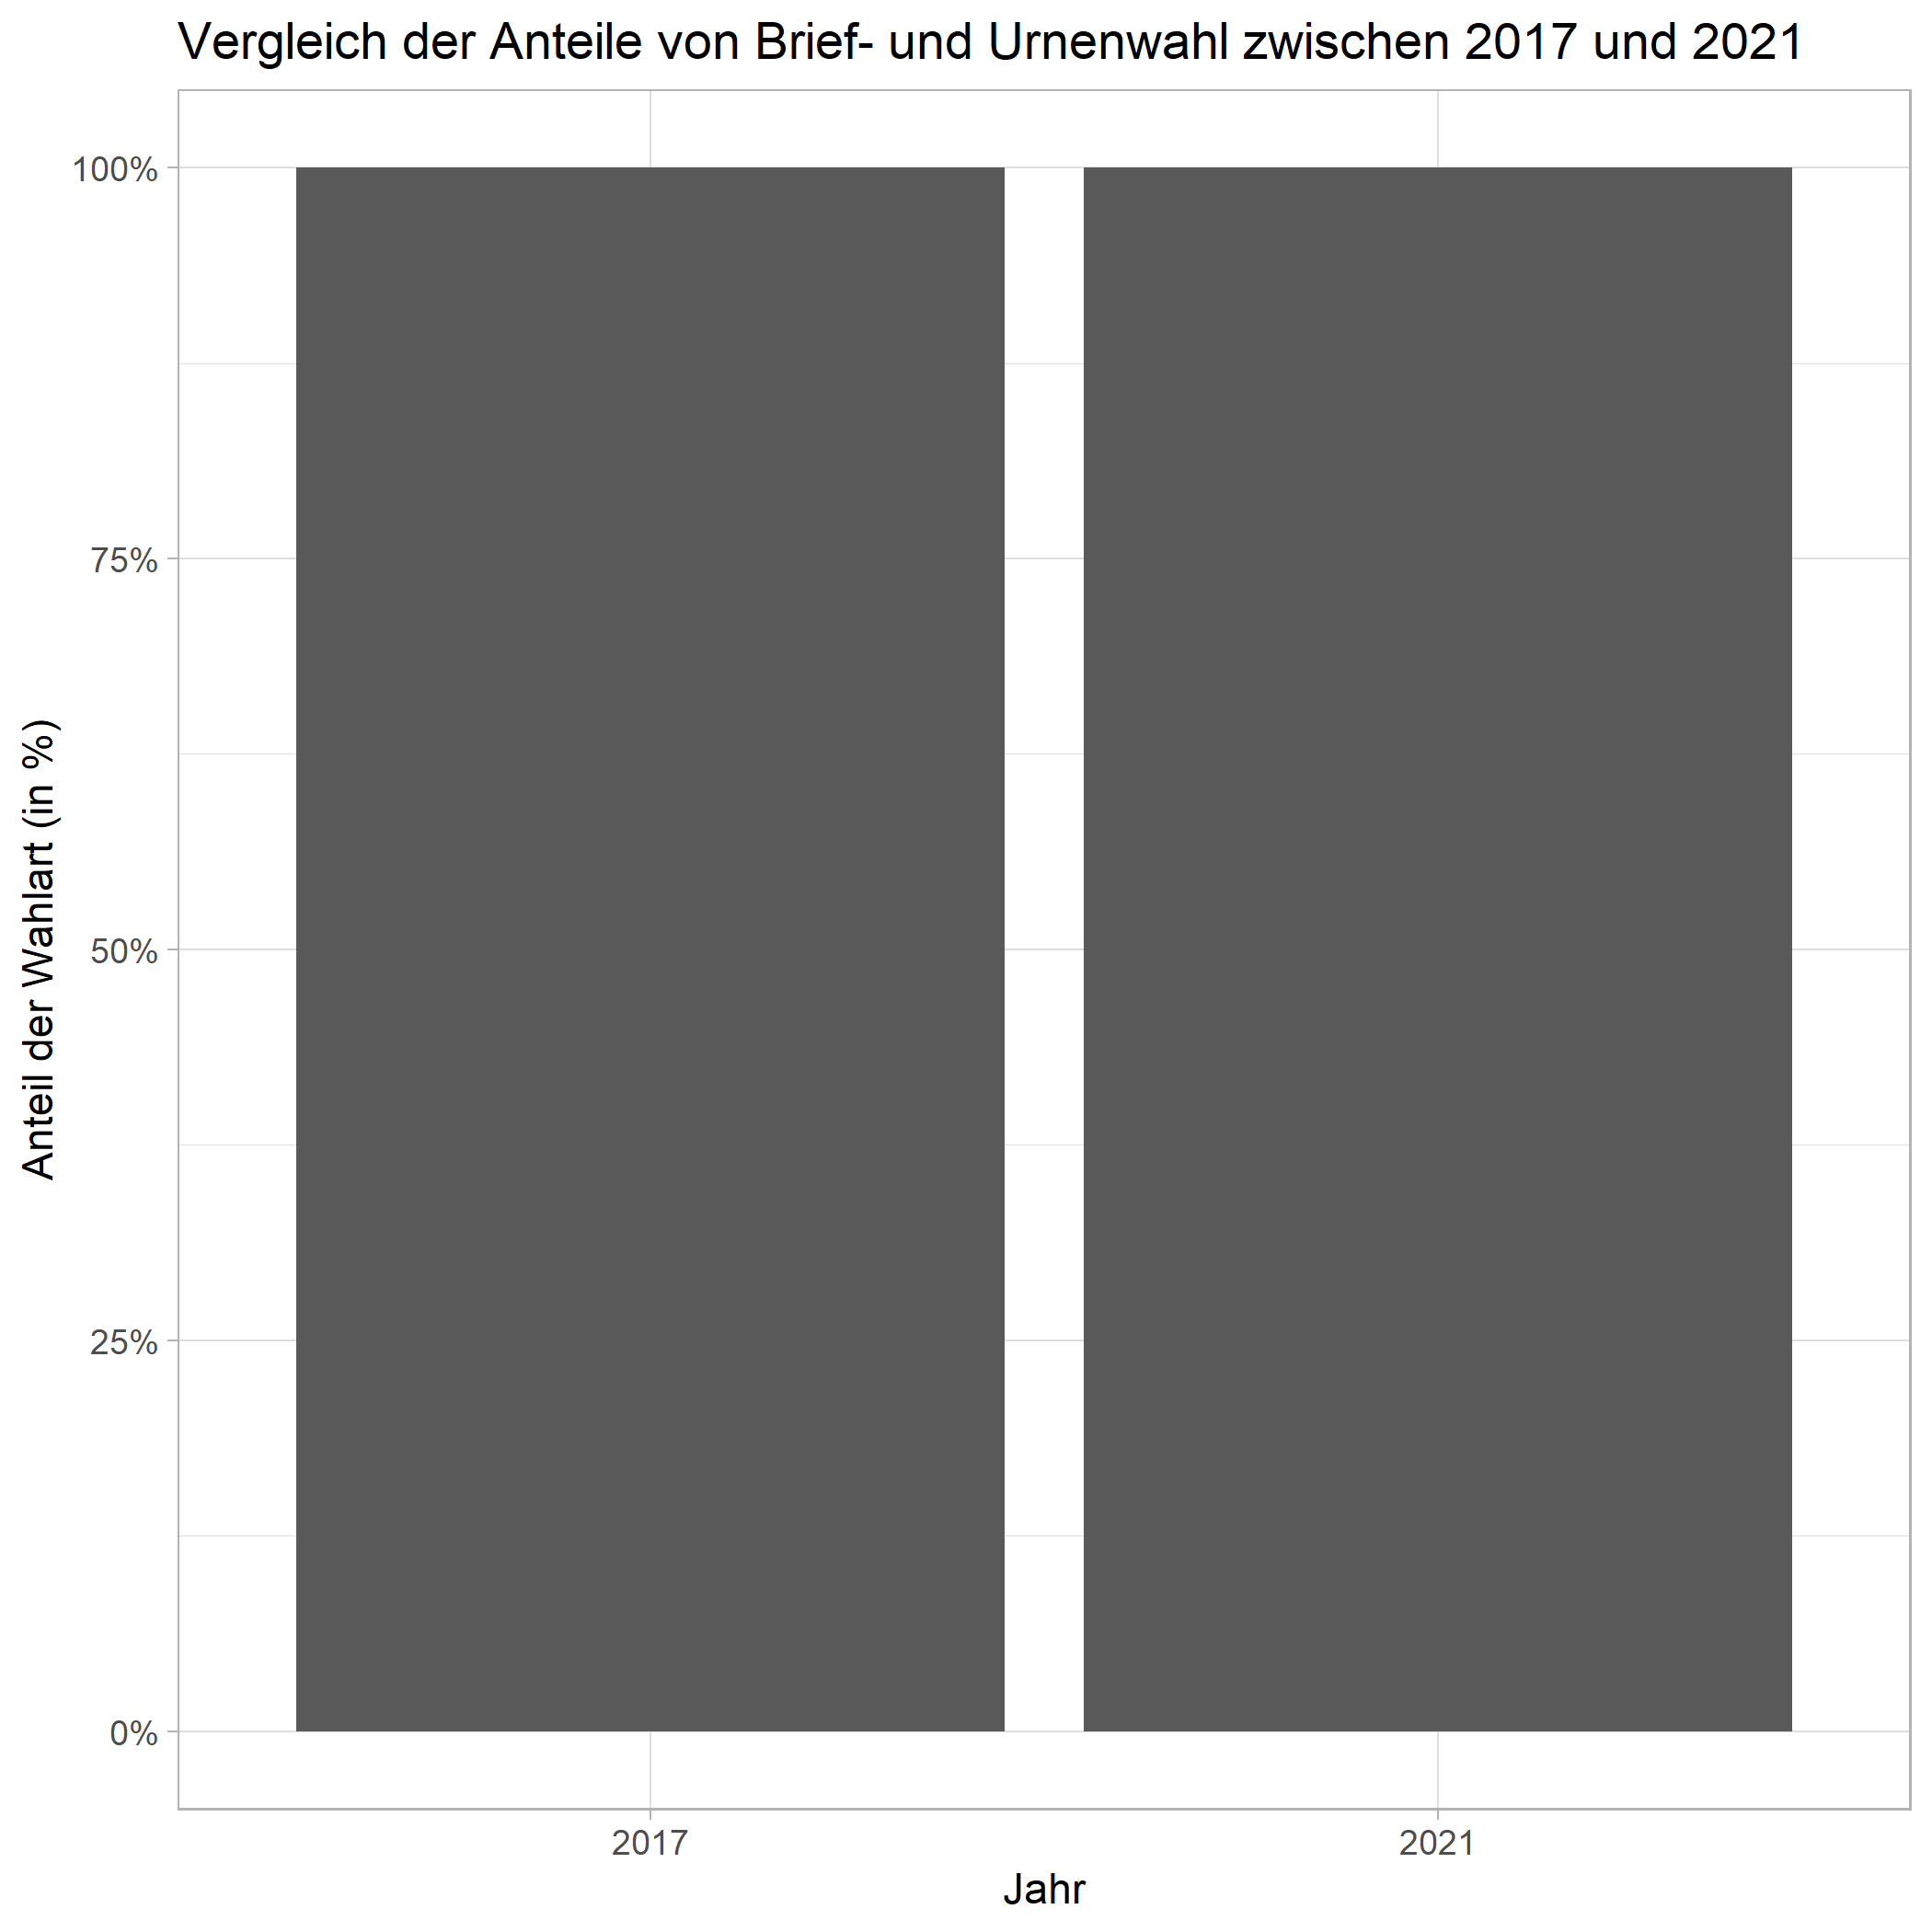 Vergleich der Anteile von Brief- und Urnenwahl zwischen 2017 und 2021
Anteil der Wahlart (in %)
100%
75%
50%
25%
0%
2017
2021
Jahr